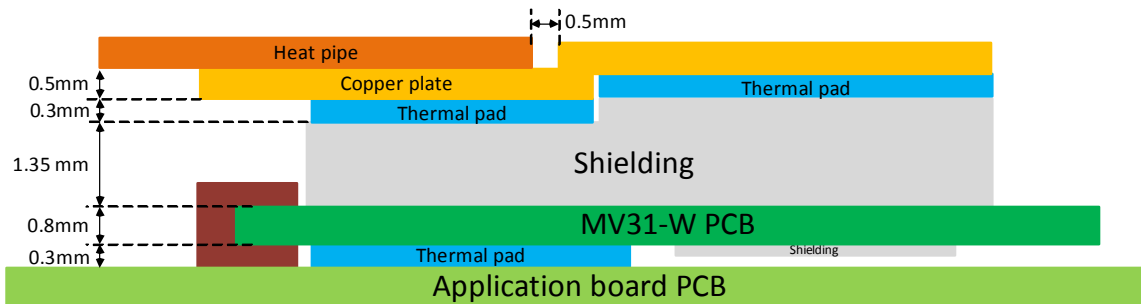 0.5mm
Heat pipe
0.5mm
Copper plate
Thermal pad
0.3mm
Thermal pad
1.35 mm
Shielding
0.8mm
MV31-W PCB
0.3mm
Thermal pad
Shielding
Application board PCB